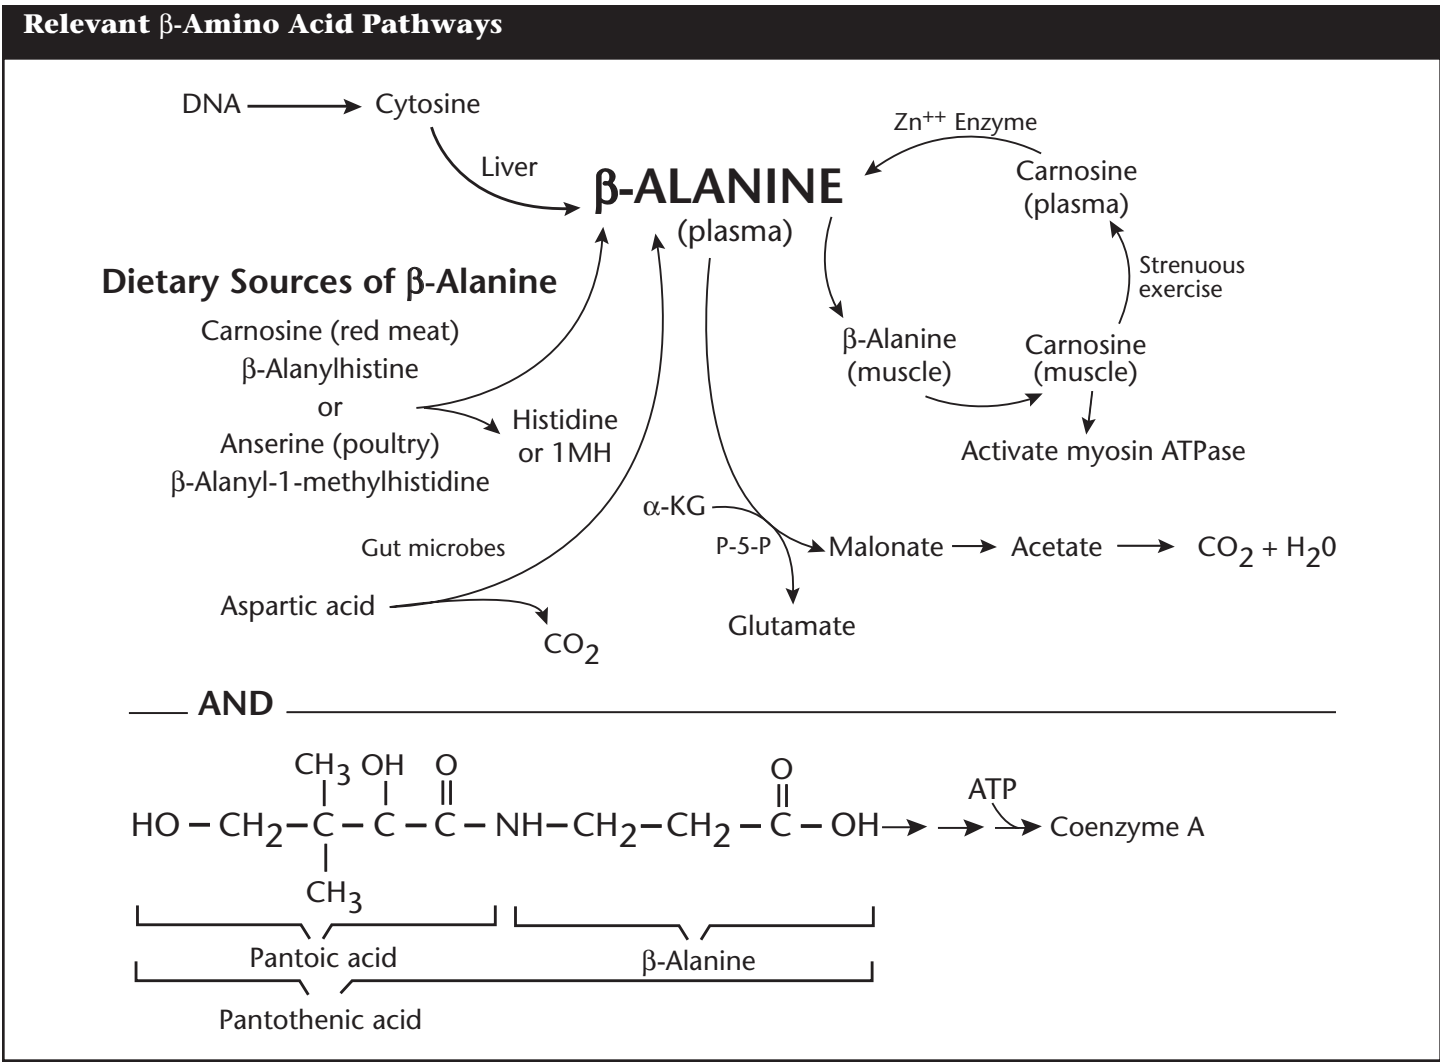 Relevant β-Amino Acid Pathways
DNA
Cytosine
Liver
Zn++ Enzyme
β-ALANINE
(plasma)
Carnosine
(plasma)
Strenuous
exercise
β-Alanine
(muscle)
Carnosine
(muscle)
Activate myosin ATPase
Dietary Sources of β-Alanine
Carnosine (red meat)
β-Alanylhistine
or
Anserine (poultry)
β-Alanyl-1-methylhistidine
Histidine
or 1MH
Gut microbes
Aspartic acid
CO2
α-KG
P-5-P
Malonate
Acetate
CO2 + H20
Glutamate
AND
CH3 OH O O
HO – CH2 – C – C – C – NH – CH2 – CH2 – C – OH
CH3
ATP
Coenzyme A
Pantoic acid
β-Alanine
Pantothenic acid